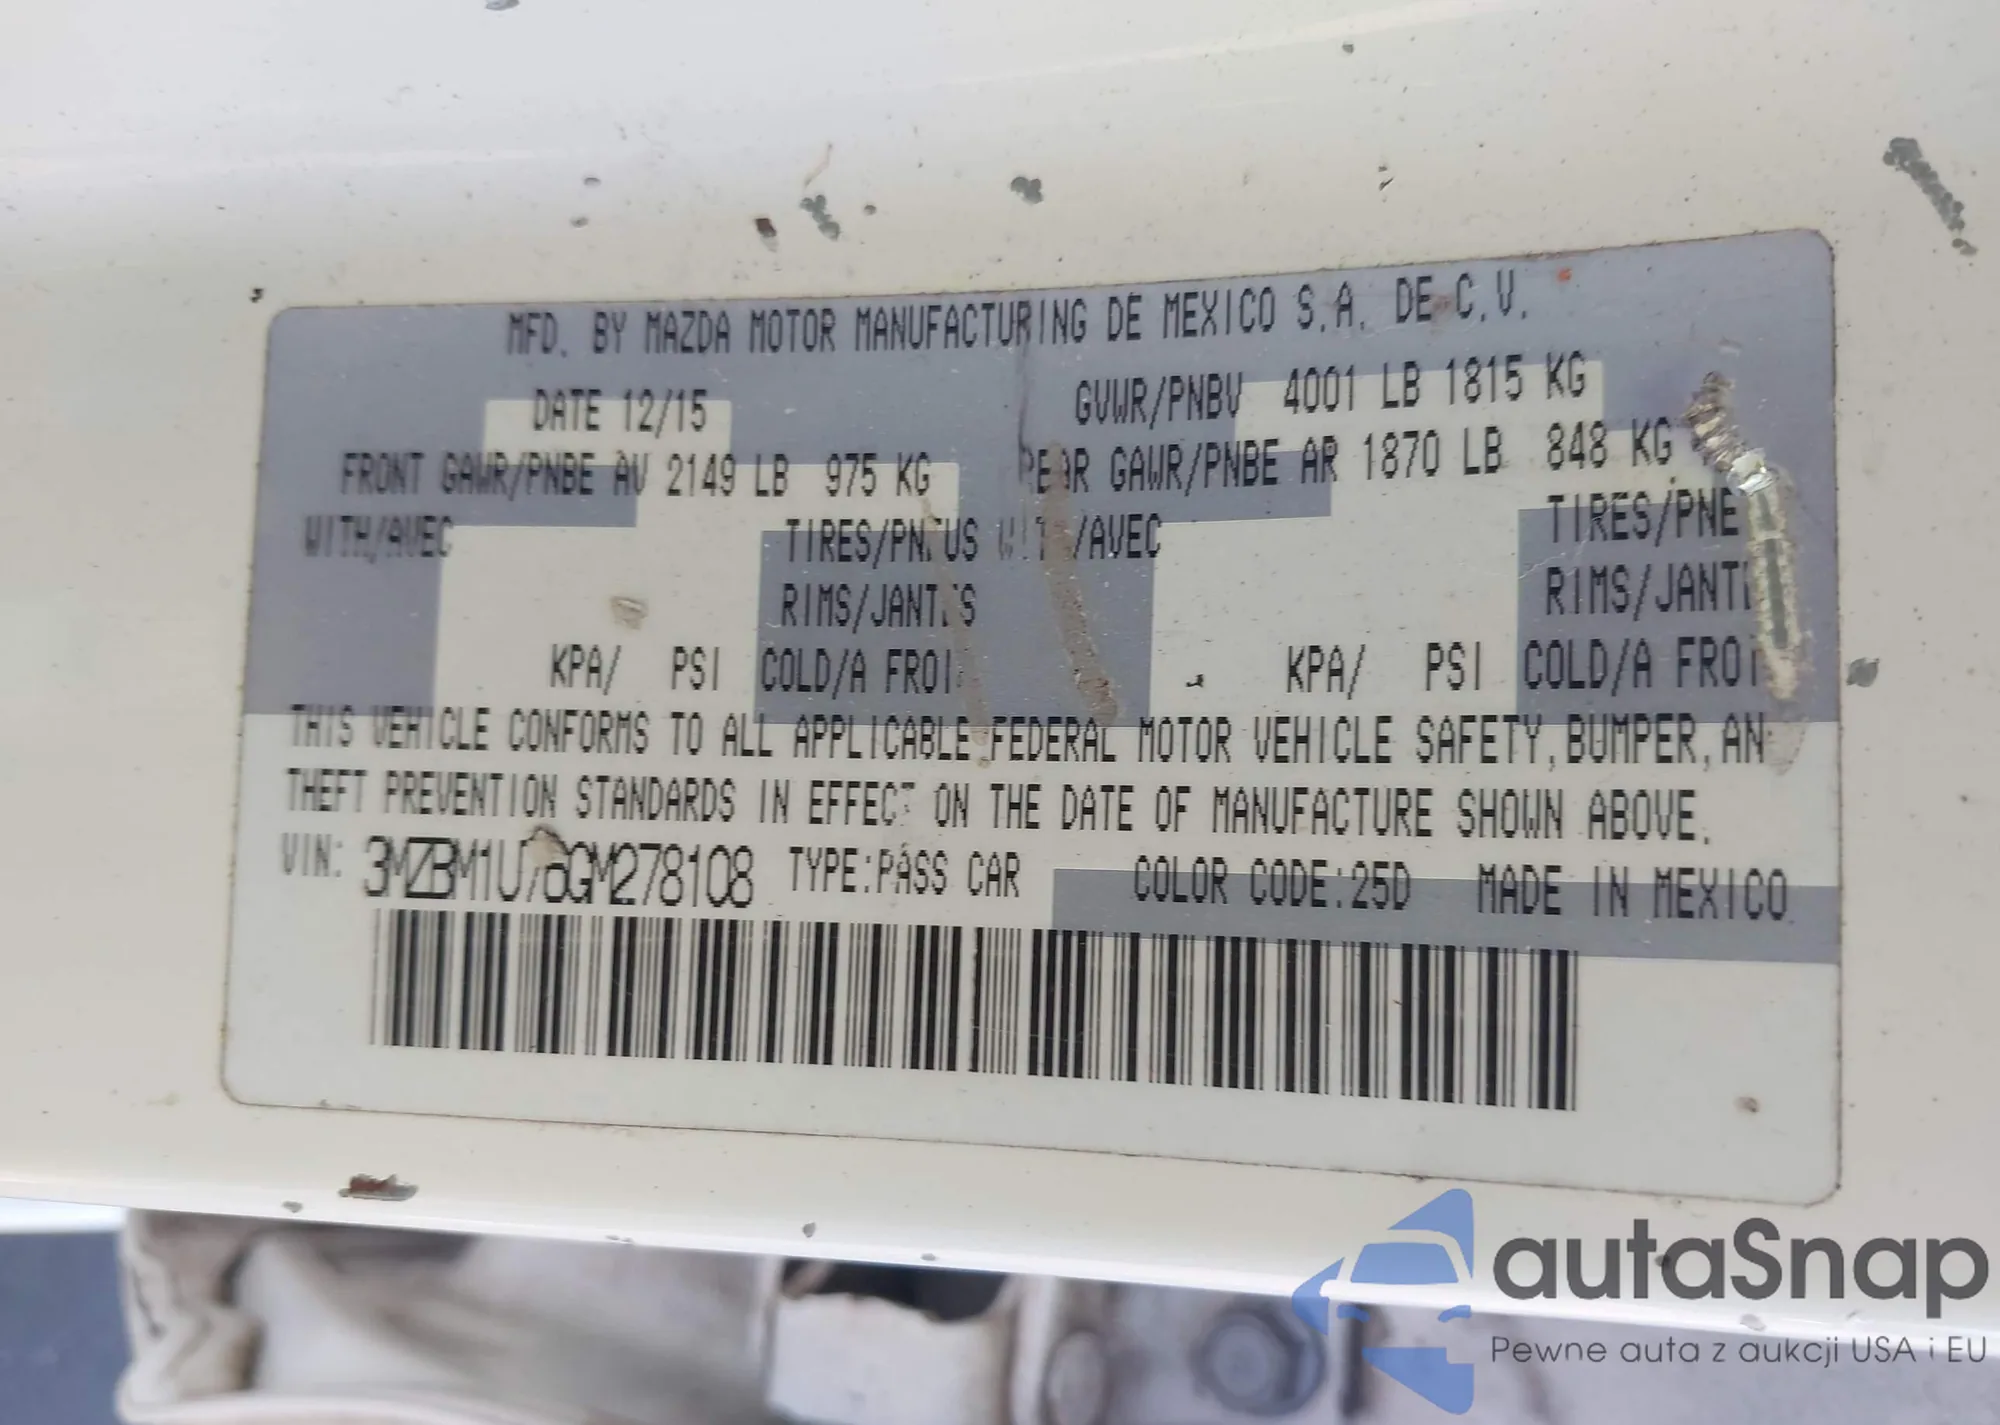 MFD. BY MAZDA MOTOR MANUFACTURING DE MEXICO S.A. DE C.V.
DATE 12/15 GVWR/PNBV 4001 LB 1815 KG
FRONT GAWR/PNBE AV 2149 LB 975 KG REAR GAWR/PNBE AR 1870 LB 848 KG
WITH/AVEC TIRES/PNEUS WITH/AVEC TIRES/PNE
RIMS/JANTES RIMS/JANT
KPA/ PSI COLD/A FROI KPA/ PSI COLD/A FROI
THIS VEHICLE CONFORMS TO ALL APPLICABLE FEDERAL MOTOR VEHICLE SAFETY, BUMPER, AN
THEFT PREVENTION STANDARDS IN EFFECT ON THE DATE OF MANUFACTURE SHOWN ABOVE.
VIN: 3MZBM1U76GM278108 TYPE:PASS CAR COLOR CODE:25D MADE IN MEXICO
autaSnap
Pewne auta z aukcji USA i EU